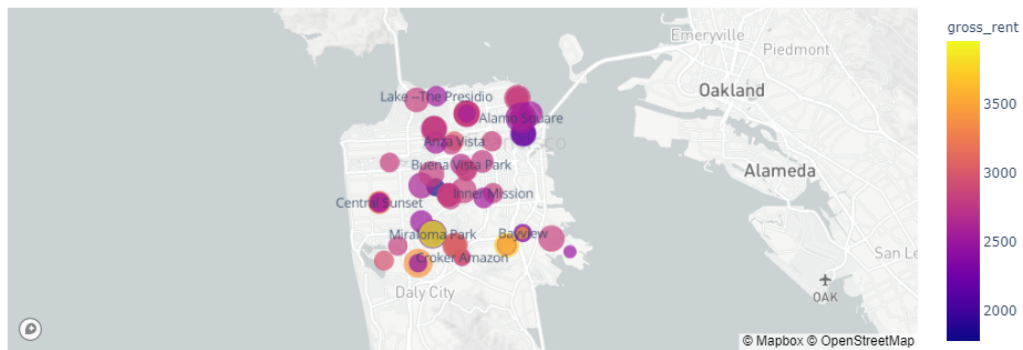 gross_rent
Emeryville
Piedmont
Oakland
Lake --The Presidio
Alamo Square
Anza Vista
Buena Vista Park
Inner Mission
Central Sunset
Miraloma Park
Bayview
Croker Amazon
Daly City
Alameda
San Le
OAK
3500
3000
2500
2000
© Mapbox © OpenStreetMap